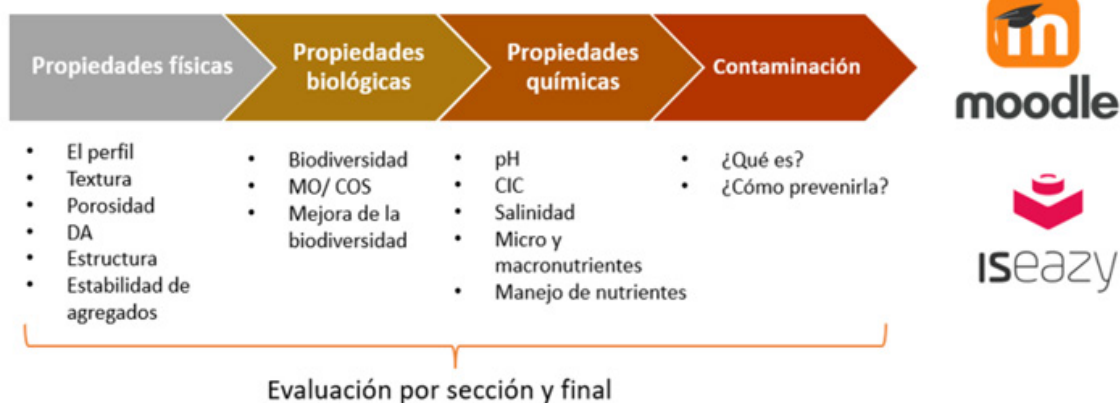 Propiedades físicas
Propiedades
biológicas
Propiedades
químicas
Contaminación
• El perfil
• Textura
• Porosidad
• DA
• Estructura
• Estabilidad de
agregados
• Biodiversidad
• MO/ COS
• Mejora de la
biodiversidad
• pH
• CIC
• Salinidad
• Micro y
macronutrientes
• Manejo de nutrientes
• ¿Qué es?
• ¿Cómo prevenirla?
Evaluación por sección y final
m
moodle
ISeazy